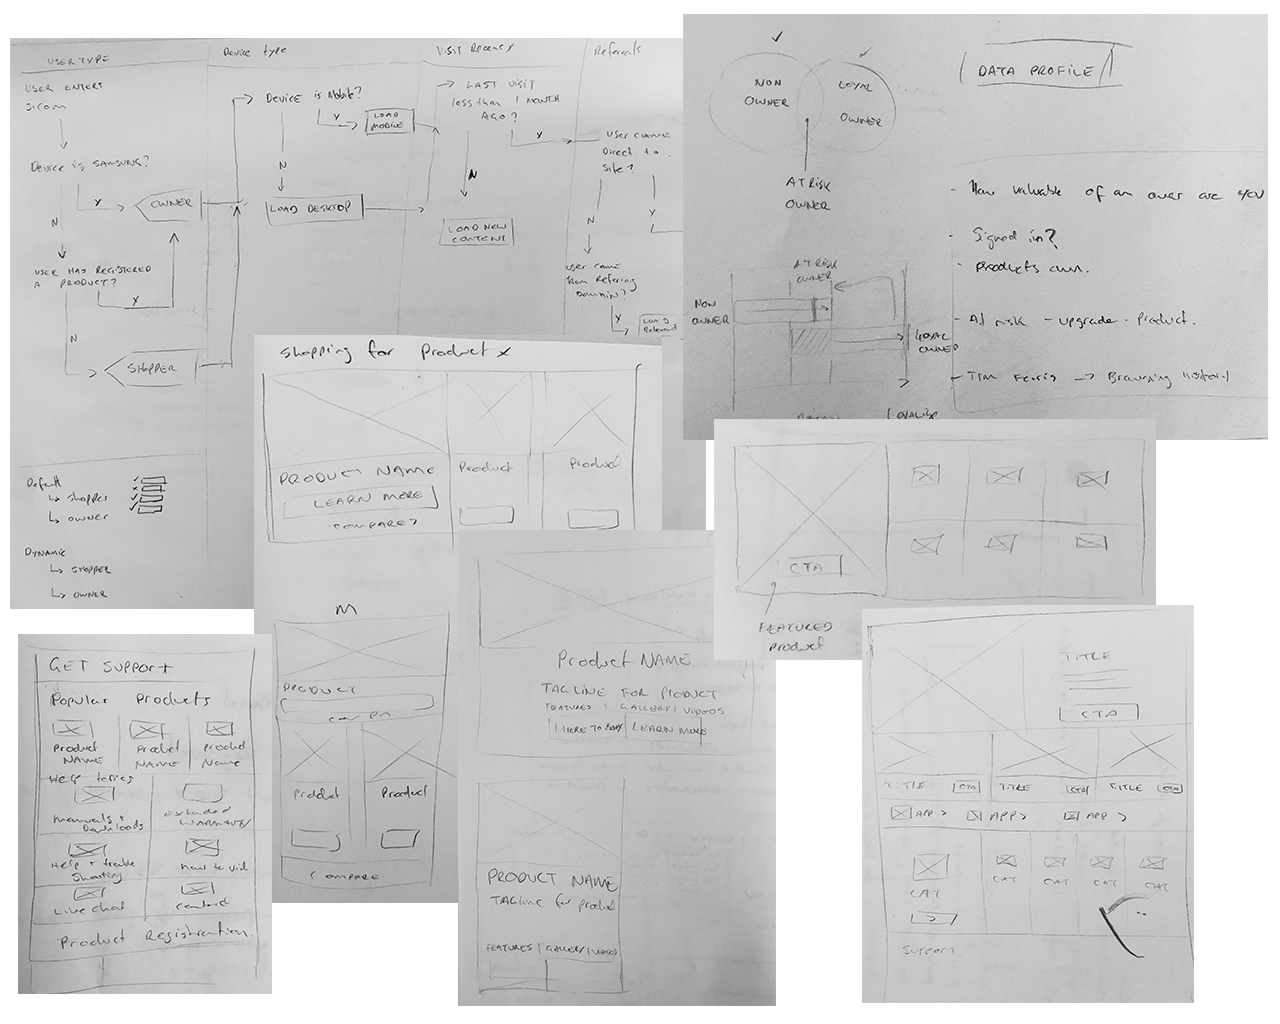 USER TYPE
USER ENTERS
S.com
Device is SAMSUNG?
Y
OWNER
N
USER HAS REGISTERED
A PRODUCT?
Y
N
SHOPPER
Default
↳ shopper
↳ owner
DYNAMIC
↳ SHOPPER
↳ OWNER
Device type
Device is Mobile?
Y
LOAD
MOBILE
N
LOAD DESKTOP
VISIT Recency
LAST VISIT
less than 1 MONTH
AGO?
Y
N
LOAD NEW
CONTENT
Referrals
User came
Direct to
Site?
N
Y
User came
from Refering
Domain?
Y
Load
Relevant
NON
OWNER
LOYAL
OWNER
AT RISK
OWNER
DATA PROFILE
AT RISK
OWNER
NON
OWNER
LOYAL
OWNER
- How valuable of an owner are you
- Signed in?
- Products own.
- At risk - upgrade - Product.
- Tim Ferris → Browsing history
Shopping for Product x
PRODUCT NAME
LEARN MORE
COMPARE >
Product
Product
M
PRODUCT
Product
Product
COMPARE
CTA
FEATURED
Product
GET SUPPORT
Popular Products
Product
NAME
Product
NAME
Product
Name
Help topics
Manuals +
Downloads
Extended
WARRANTY
Help + trouble
Shooting
How to vid
Live chat
Contact
Product Registration
Product NAME
TAGLINE FOR PRODUCT
FEATURES | GALLERY | VIDEOS
WHERE TO BUY
LEARN MORE
PRODUCT NAME
TAGLINE for product
FEATURES | GALLERY | VIDEOS
TITLE
CTA
TITLE CTA
TITLE CTA
TITLE CTA
APP >
APP >
APP >
CAT
CAT
CAT
CAT
CAT
>
SUPPORT